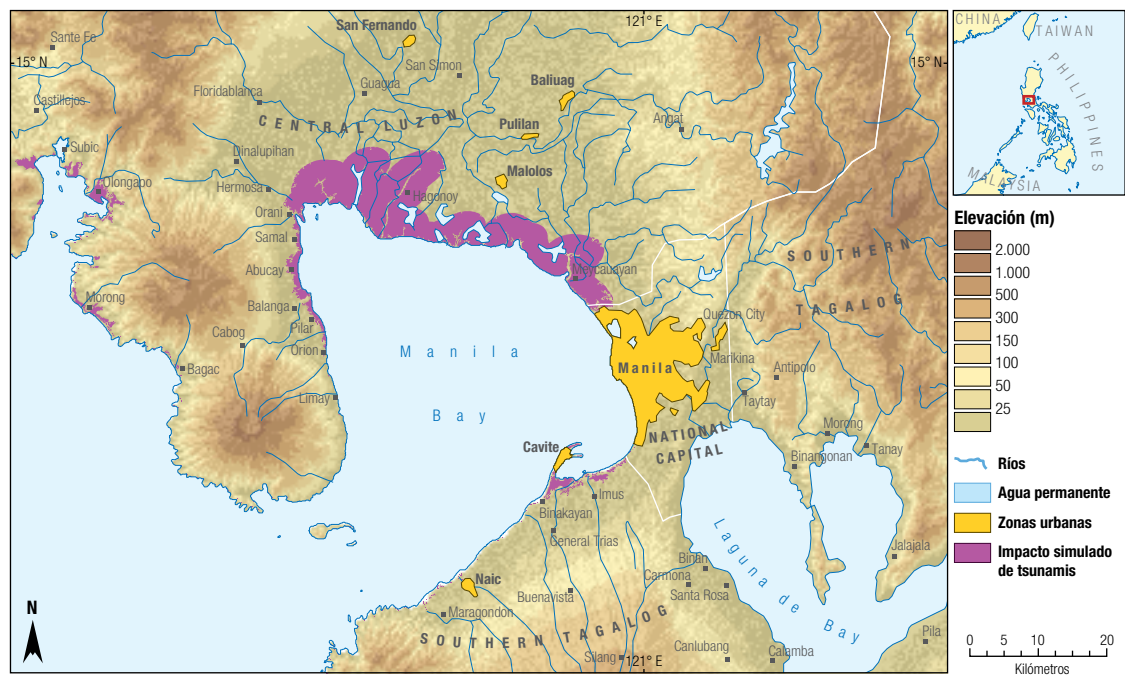 121° E
San Fernando
Sante Fe
15° N
15° N
San Simon
Guagua
Baliuag
Floridablanca
Castillejos
CENTRAL LUZON
Angat
Pulilan
Subic
Dinalupihan
Malolos
Olongapo
Hermosa
Hagonoy
Orani
Samal
SOUTHERN
TAGALOG
Abucay
Meycauayan
Morong
Balanga
Pilar
Quezon City
Cabog
Orion
Manila
Bay
Marikina
Manila
Antipolo
Bagac
Limay
Taytay
NATIONAL
CAPITAL
Morong
Tanay
Cavite
Binangonan
Imus
Binakayan
General Trias
Laguna de Bay
Jalajala
Binan
Naic
Carmona
Buenavista
Santa Rosa
Maragondon
SOUTHERN TAGALOG
Pila
Canlubang
Silang
121° E
Calamba
N
CHINA
TAIWAN
PHILIPPINES
MALAYSIA
Elevación (m)
2.000
1.000
500
300
150
100
50
25
Ríos
Agua permanente
Zonas urbanas
Impacto simulado
de tsunamis
0 5 10 20
Kilómetros